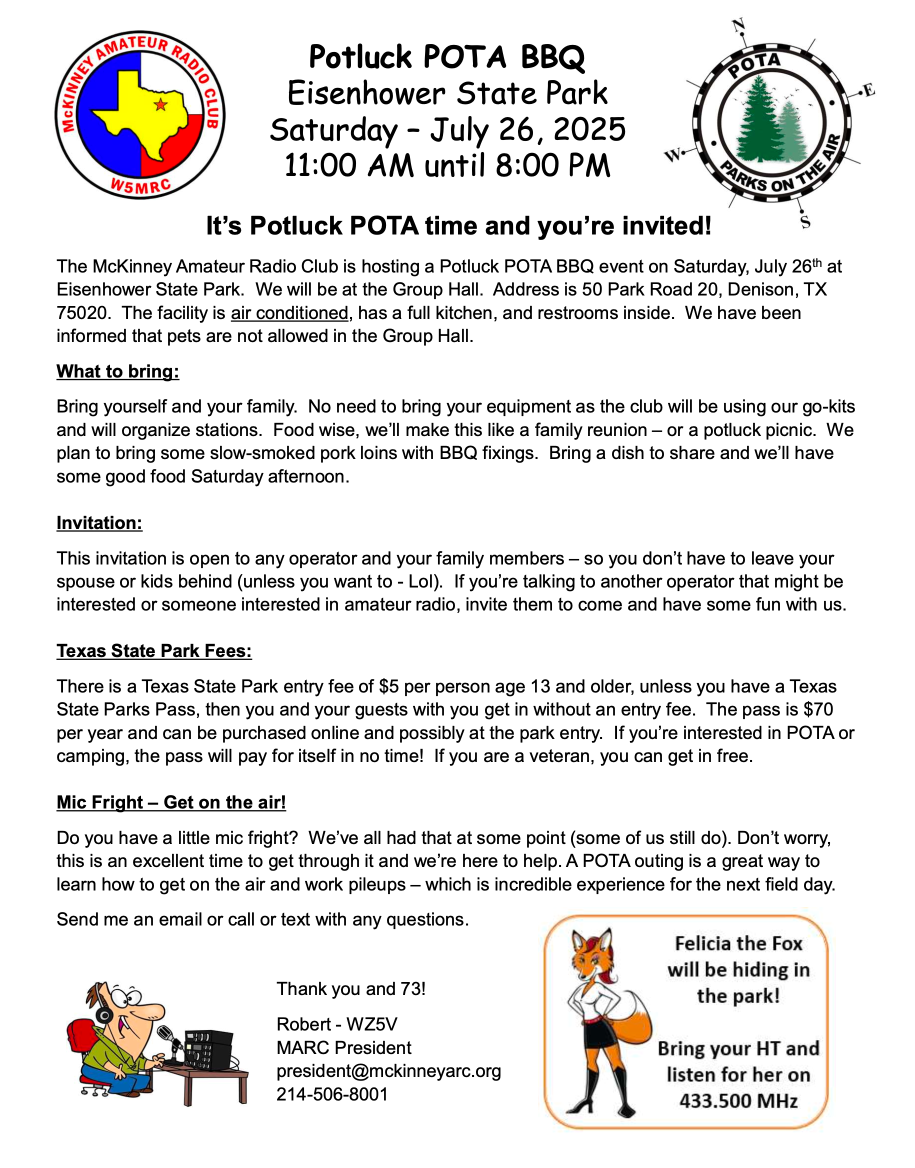 McKINNEY AMATEUR RADIO CLUB
W5MRC
Potluck POTA BBQ
Eisenhower State Park
Saturday – July 26, 2025
11:00 AM until 8:00 PM
N
E
S
W
POTA
PARKS ON THE AIR
It’s Potluck POTA time and you’re invited!
The McKinney Amateur Radio Club is hosting a Potluck POTA BBQ event on Saturday, July 26th at
Eisenhower State Park.  We will be at the Group Hall.  Address is 50 Park Road 20, Denison, TX
75020.  The facility is air conditioned, has a full kitchen, and restrooms inside.  We have been
informed that pets are not allowed in the Group Hall.
What to bring:
Bring yourself and your family.  No need to bring your equipment as the club will be using our go-kits
and will organize stations.  Food wise, we’ll make this like a family reunion – or a potluck picnic.  We
plan to bring some slow-smoked pork loins with BBQ fixings.  Bring a dish to share and we’ll have
some good food Saturday afternoon.
Invitation:
This invitation is open to any operator and your family members – so you don’t have to leave your
spouse or kids behind (unless you want to - Lol).  If you’re talking to another operator that might be
interested or someone interested in amateur radio, invite them to come and have some fun with us.
Texas State Park Fees:
There is a Texas State Park entry fee of $5 per person age 13 and older, unless you have a Texas
State Parks Pass, then you and your guests with you get in without an entry fee.  The pass is $70
per year and can be purchased online and possibly at the park entry.  If you’re interested in POTA or
camping, the pass will pay for itself in no time!  If you are a veteran, you can get in free.
Mic Fright – Get on the air!
Do you have a little mic fright?  We’ve all had that at some point (some of us still do). Don’t worry,
this is an excellent time to get through it and we’re here to help. A POTA outing is a great way to
learn how to get on the air and work pileups – which is incredible experience for the next field day.
Send me an email or call or text with any questions.
Thank you and 73!
Robert - WZ5V
MARC President
president@mckinneyarc.org
214-506-8001
Felicia the Fox
will be hiding in
the park!
Bring your HT and
listen for her on
433.500 MHz